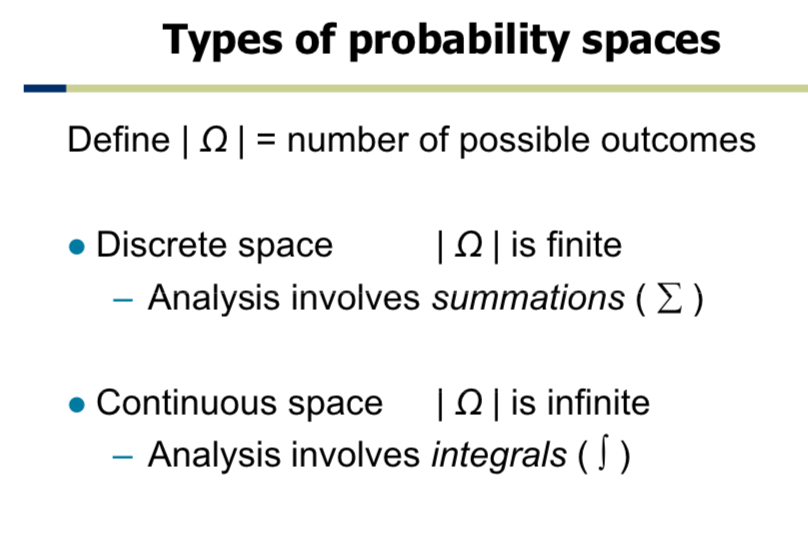 Types of probability spaces
Define | Ω | = number of possible outcomes
● Discrete space | Ω | is finite
– Analysis involves summations ( ∑ )
● Continuous space | Ω | is infinite
– Analysis involves integrals ( ∫ )